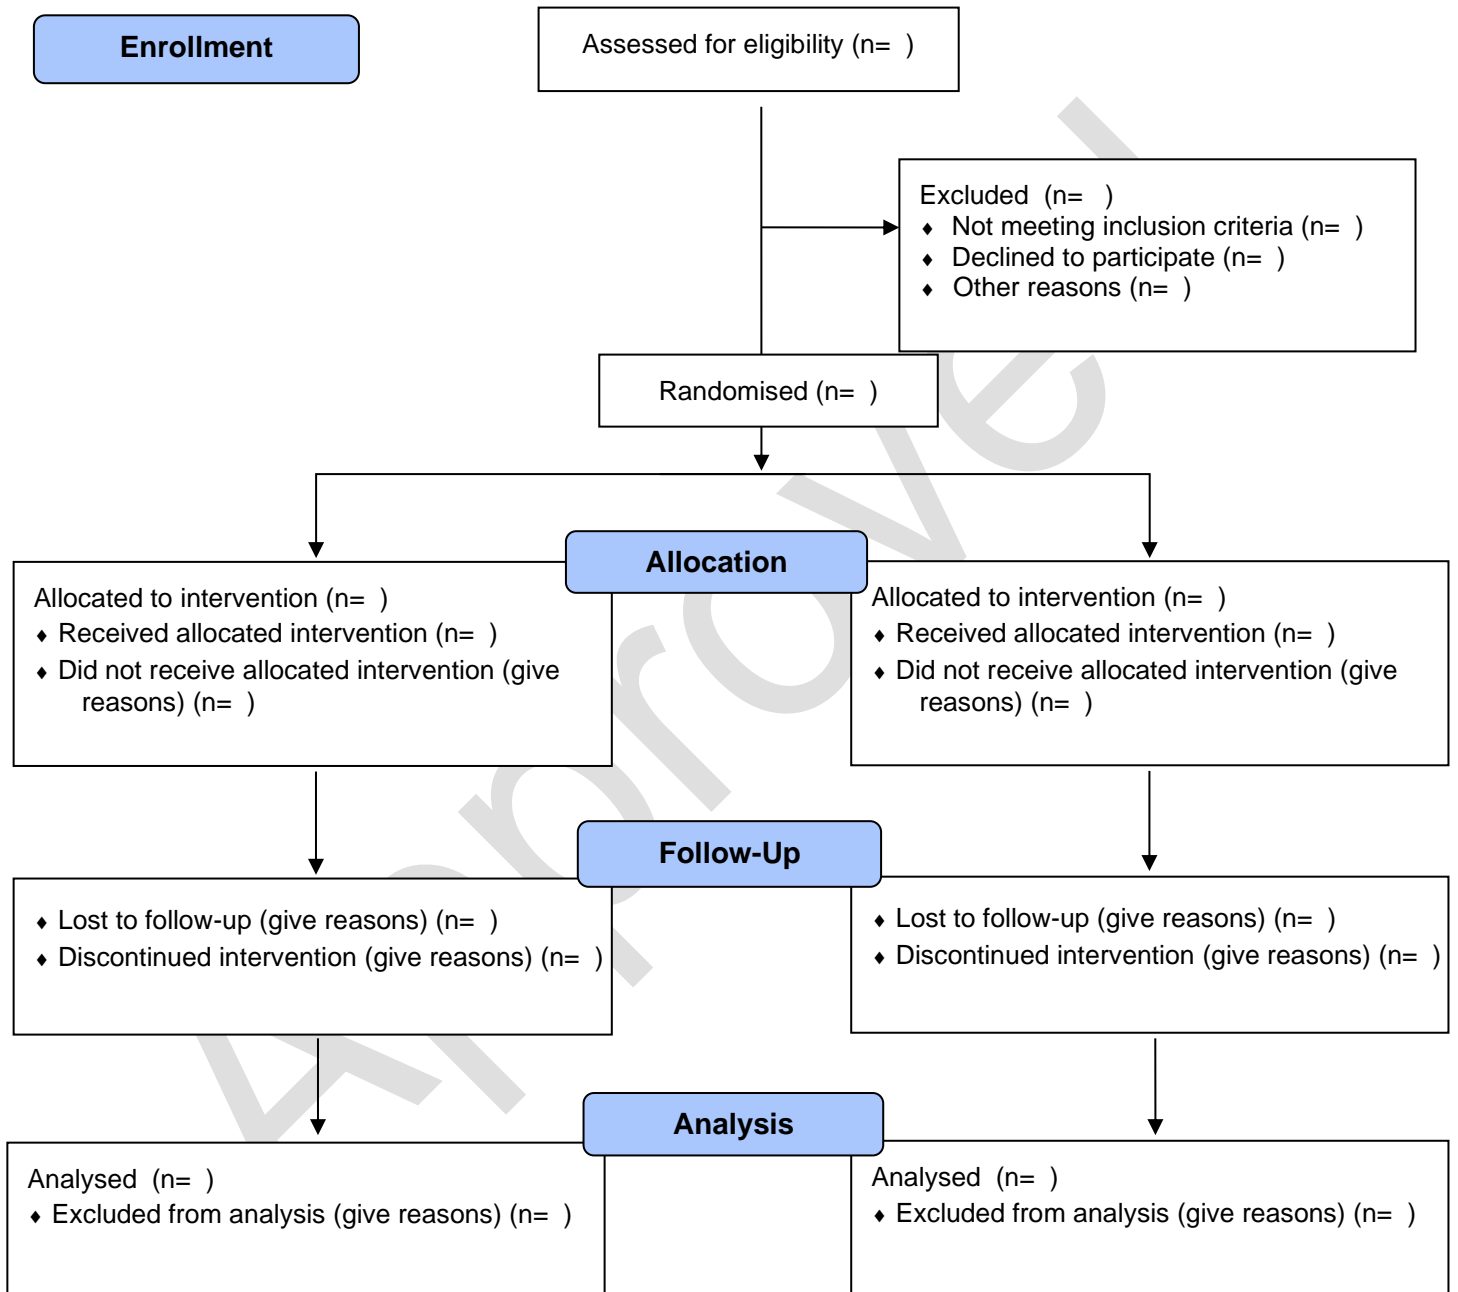 Enrollment
Assessed for eligibility (n=  )
Excluded  (n=   )
♦ Not meeting inclusion criteria (n=  )
♦ Declined to participate (n=  )
♦ Other reasons (n=  )
Randomised (n=  )
Allocation
Allocated to intervention (n=  )
♦ Received allocated intervention (n=  )
♦ Did not receive allocated intervention (give
reasons) (n=  )
Allocated to intervention (n=  )
♦ Received allocated intervention (n=  )
♦ Did not receive allocated intervention (give
reasons) (n=  )
Follow-Up
♦ Lost to follow-up (give reasons) (n=  )
♦ Discontinued intervention (give reasons) (n=  )
♦ Lost to follow-up (give reasons) (n=  )
♦ Discontinued intervention (give reasons) (n=  )
Analysis
Analysed  (n=  )
♦ Excluded from analysis (give reasons) (n=  )
Analysed  (n=  )
♦ Excluded from analysis (give reasons) (n=  )